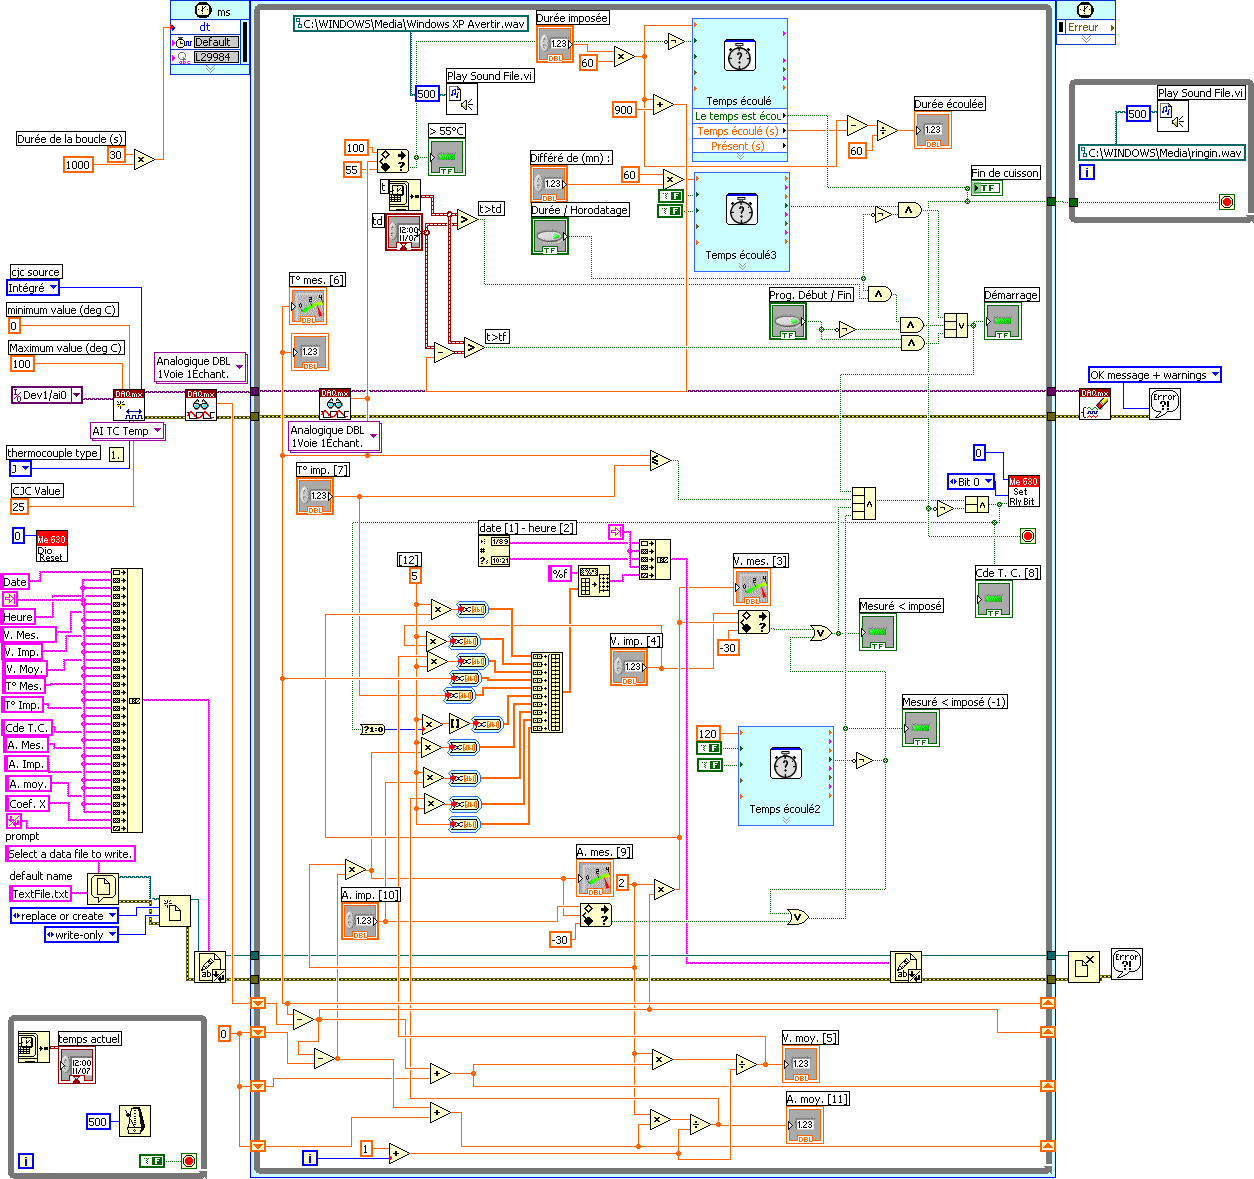 ms
dt
Default
L29984
C:\WINDOWS\Media\Windows XP Avertir.wav
Durée imposée
1.23
DBL
60
Play Sound File.vi
500
> 55°C
TF
900
Temps écoulé
Le temps est écou
Temps écoulé (s)
Présent (s)
Durée écoulée
1.23
DBL
60
Erreur
Play Sound File.vi
500
C:\WINDOWS\Media\ringin.wav
i
Durée de la boucle (s)
30
1000
100
55
Différé de (mn) :
1.23
DBL
60
F
F
Fin de cuisson
TF
t
td
12:00
11/07
t>td
Durée / Horodatage
TF
Temps écoulé3
cjc source
Intégré
minimum value (deg C)
0
Maximum value (deg C)
100
T° mes. [6]
DBL
1.23
DBL
t>tf
Prog. Début / Fin
TF
Démarrage
TF
Analogique DBL
1Voie 1Échant.
Dev1/ai0
DAQmx
DAQmx
DAQmx
DAQmx
AI TC Temp
Analogique DBL
1Voie 1Échant.
OK message + warnings
Error
?!
thermocouple type
1.
J
CJC Value
25
T° imp. [7]
1.23
DBL
0
Bit 0
Me 630
Set
Rly Bit
0
Me 630
Dio
Reset
date [1] - heure [2]
%f
[12]
5
V. mes. [3]
DBL
Cde T. C. [8]
TF
Date
Heure
V. Mes.
V. Imp.
V. Moy.
T° Mes.
T° Imp.
Cde T.C.
A. Mes.
A. Imp.
A. moy.
Coef. X
V. imp. [4]
1.23
DBL
-30
Mesuré < imposé
TF
Mesuré < imposé (-1)
TF
?1:0
120
F
F
Temps écoulé2
prompt
Select a data file to write.
default name
TextFile.txt
replace or create
write-only
A. mes. [9]
DBL
2
A. imp. [10]
1.23
DBL
-30
Error
?!
temps actuel
12:00
11/07
500
i
F
0
V. moy. [5]
1.23
DBL
A. moy. [11]
1.23
DBL
1
i